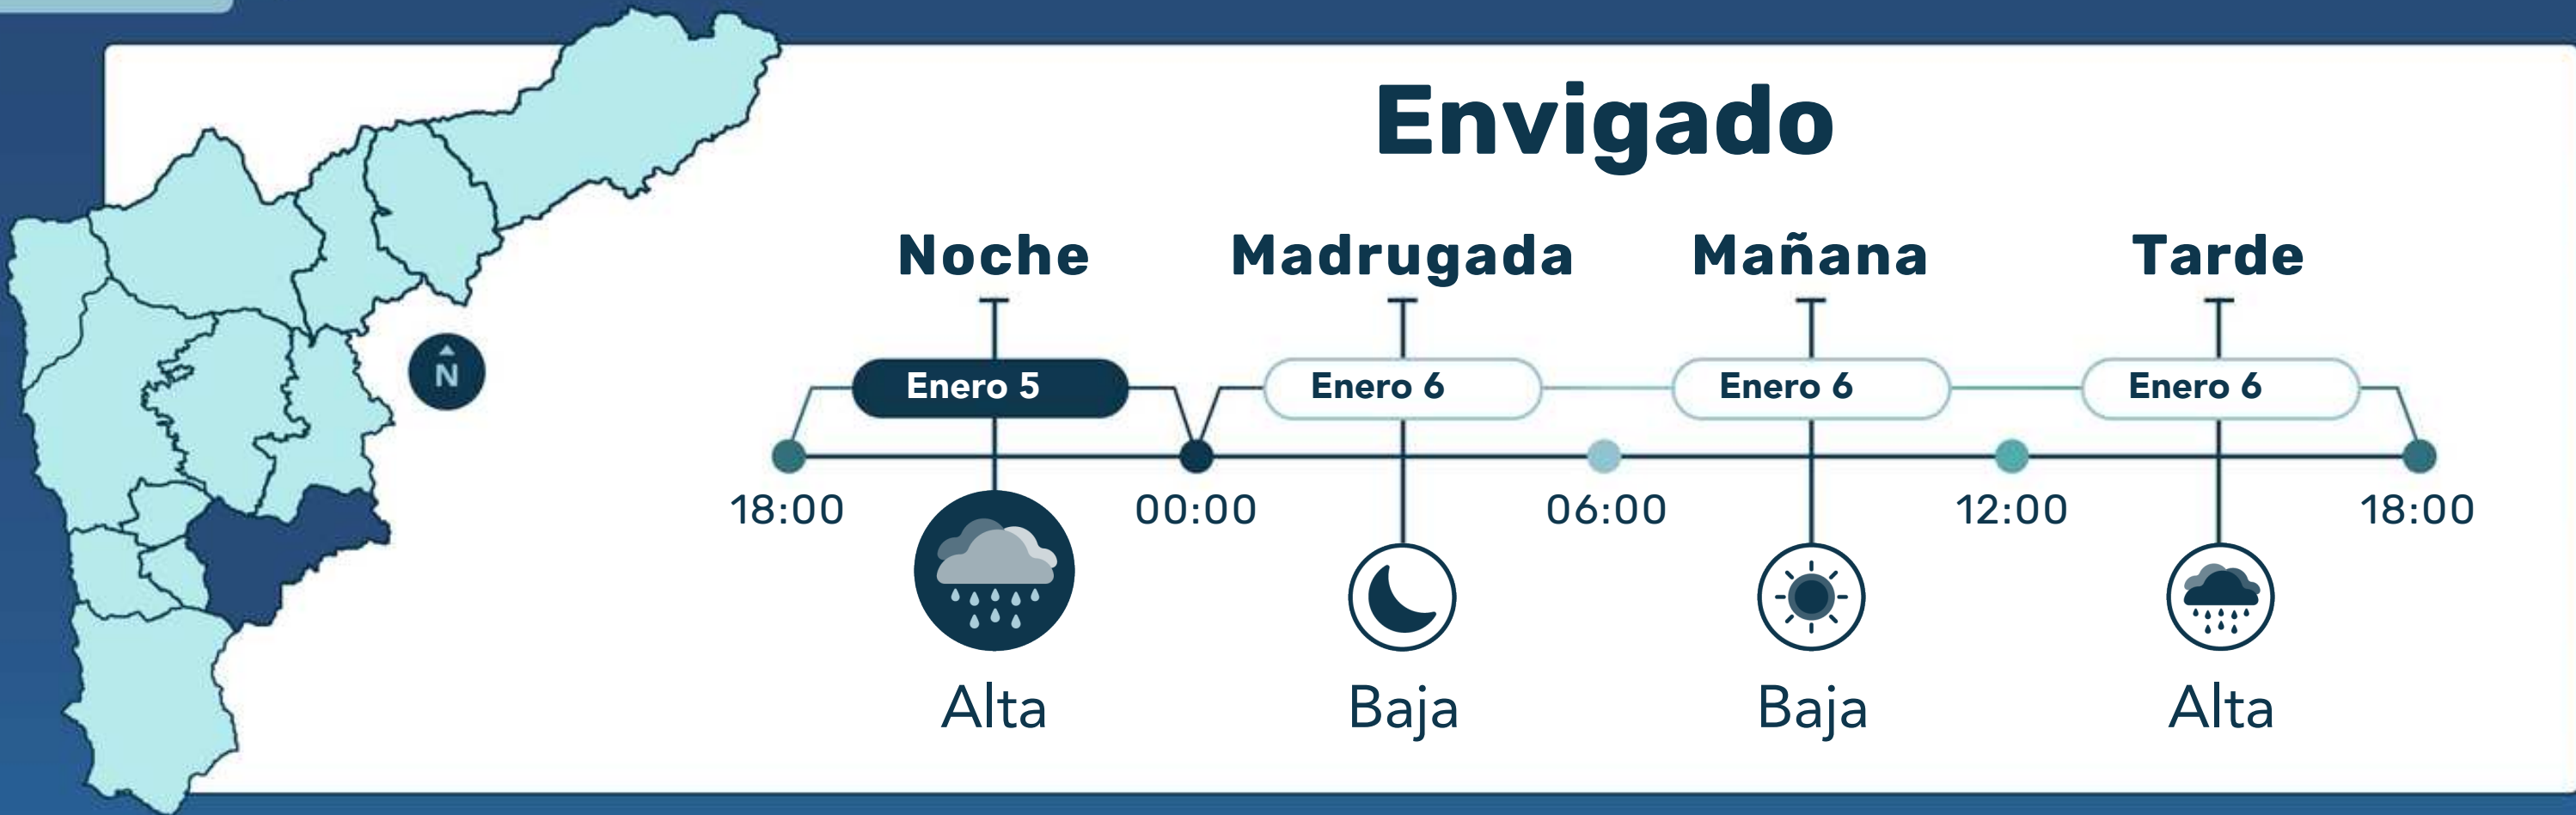 Envigado
Noche Madrugada Mañana Tarde
N
Enero 5 Enero 6 Enero 6 Enero 6
18:00 00:00 06:00 12:00 18:00
Alta Baja Baja Alta